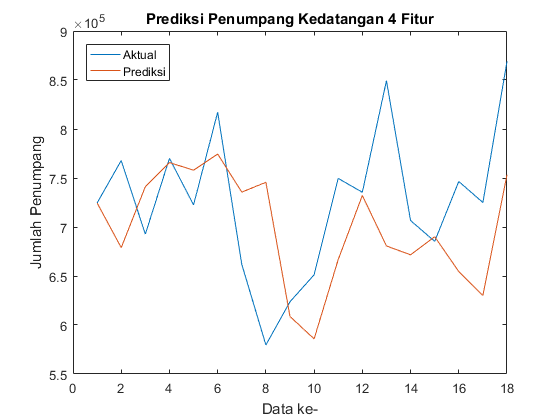 Prediksi Penumpang Kedatangan 4 Fitur
×10⁵
Aktual
Prediksi
Jumlah Penumpang
9
8.5
8
7.5
7
6.5
6
5.5
0 2 4 6 8 10 12 14 16 18
Data ke-